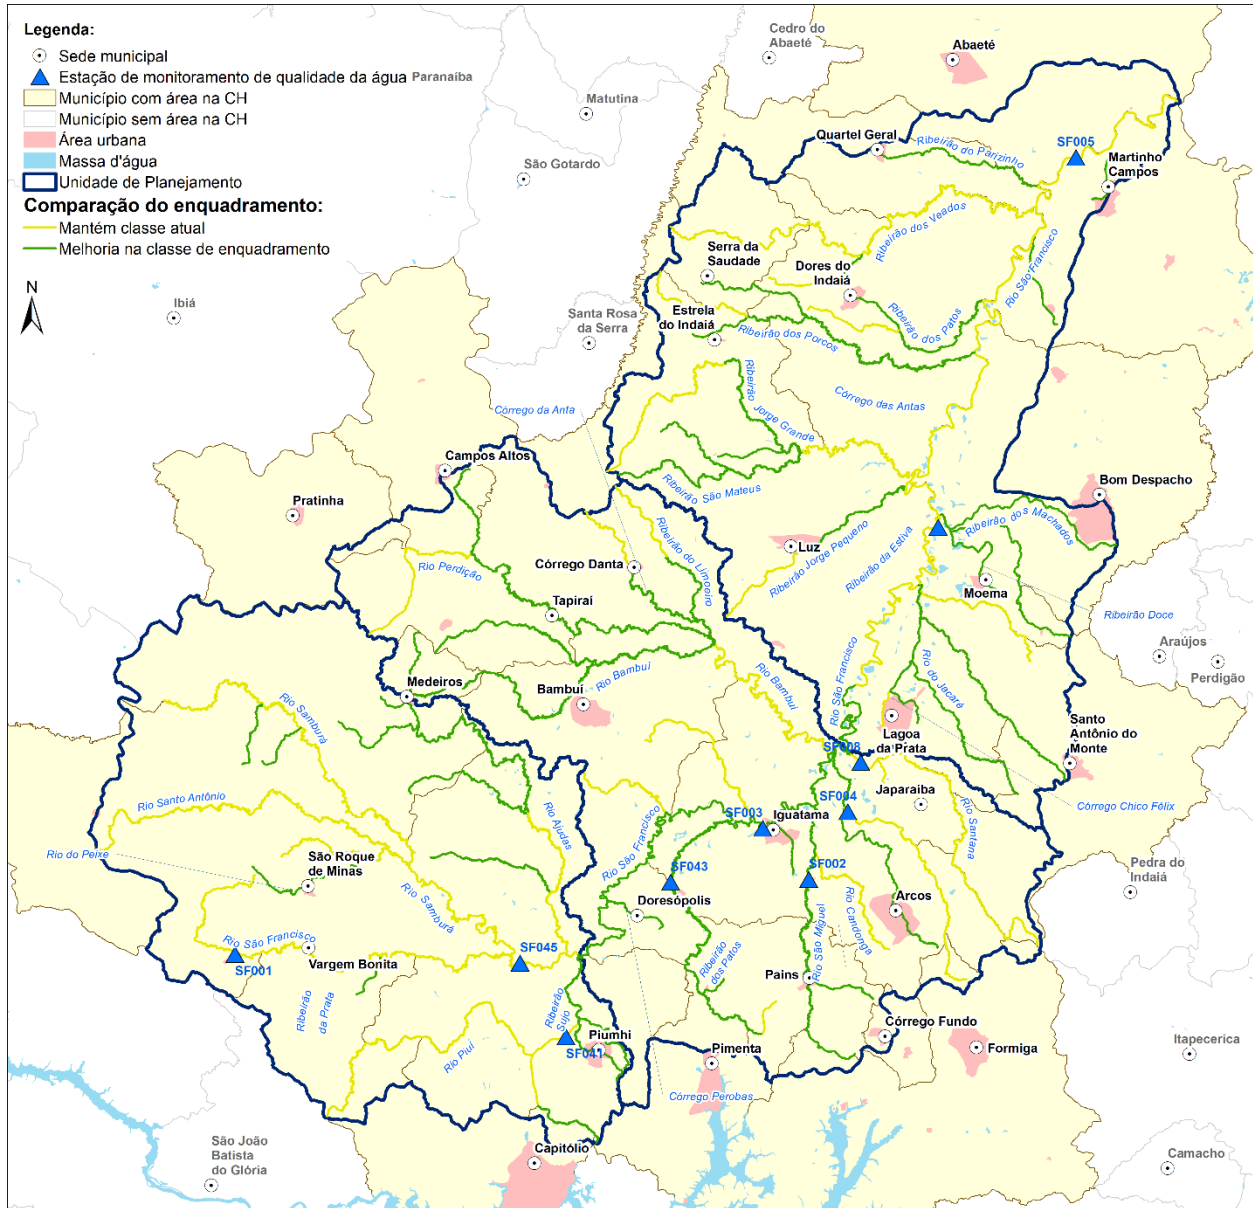 Legenda:
Sede municipal
Estação de monitoramento de qualidade da água
Município com área na CH
Município sem área na CH
Área urbana
Massa d'água
Unidade de Planejamento
Comparação do enquadramento:
Mantém classe atual
Melhoria na classe de enquadramento
N
Paranaíba
Cedro do
Abaeté
Abaeté
Matutina
São Gotardo
Quartel Geral
Ribeirão do Parizinho
SF005
Martinho
Campos
Ribeirão dos Veados
Serra da
Saudade
Dores do
Indaiá
Rio São Francisco
Ibiá
Santa Rosa
da Serra
Estrela
do Indaiá
Ribeirão dos Porcos
Ribeirão dos Patos
Ribeirão
Jorge Grande
Córrego das Antas
Córrego da Anta
Campos Altos
Pratinha
Ribeirão São Mateus
Bom Despacho
Ribeirão dos Machados
Luz
Ribeirão Jorge Pequeno
Ribeirão da Estiva
Ribeirão do Limoeiro
Rio Perdição
Córrego Danta
Tapiraí
Moema
Ribeirão Doce
Araújos
Perdigão
Medeiros
Bambuí
Rio Bambuí
Rio Bambuí
Rio São Francisco
Rio do Jacaré
Rio Samburá
Lagoa
da Prata
Santo
Antônio do
Monte
SF008
Rio Santo Antônio
Rio Ajudas
Rio São Francisco
SF003
Iguatama
SF004
Japaraíba
Rio Santana
Córrego Chico Félix
Rio do Peixe
São Roque
de Minas
SF043
SF002
Pedra do
Indaiá
Doresópolis
Arcos
Rio Samburá
Rio Candonga
Rio São Miguel
Rio São Francisco
SF001
Vargem Bonita
SF045
Ribeirão
dos Patos
Pains
Ribeirão
da Prata
Ribeirão
Sujo
Rio Piuí
SF041
Piumhi
Pimenta
Córrego Fundo
Formiga
Itapecerica
Córrego Perobas
São João
Batista
do Glória
Capitólio
Camacho